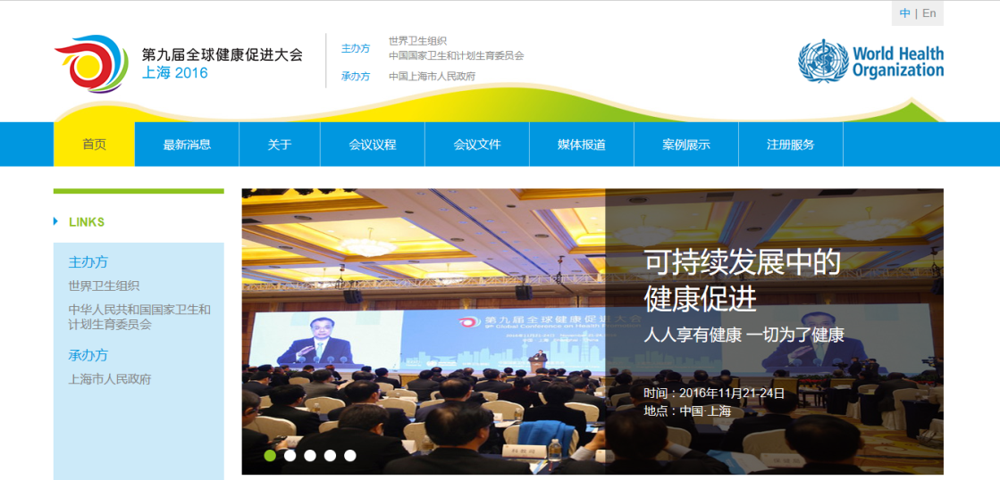 中 | En
第九届全球健康促进大会
上海 2016
主办方
世界卫生组织
中国国家卫生和计划生育委员会
承办方
中国上海市人民政府
World Health
Organization
首页
最新消息
关于
会议议程
会议文件
媒体报道
案例展示
注册服务
LINKS
主办方
世界卫生组织
中华人民共和国国家卫生和
计划生育委员会
承办方
上海市人民政府
第九届全球健康促进大会
9th Global Conference on Health Promotion
可持续发展中的
健康促进
人人享有健康 一切为了健康
时间：2016年11月21-24日
地点：中国·上海